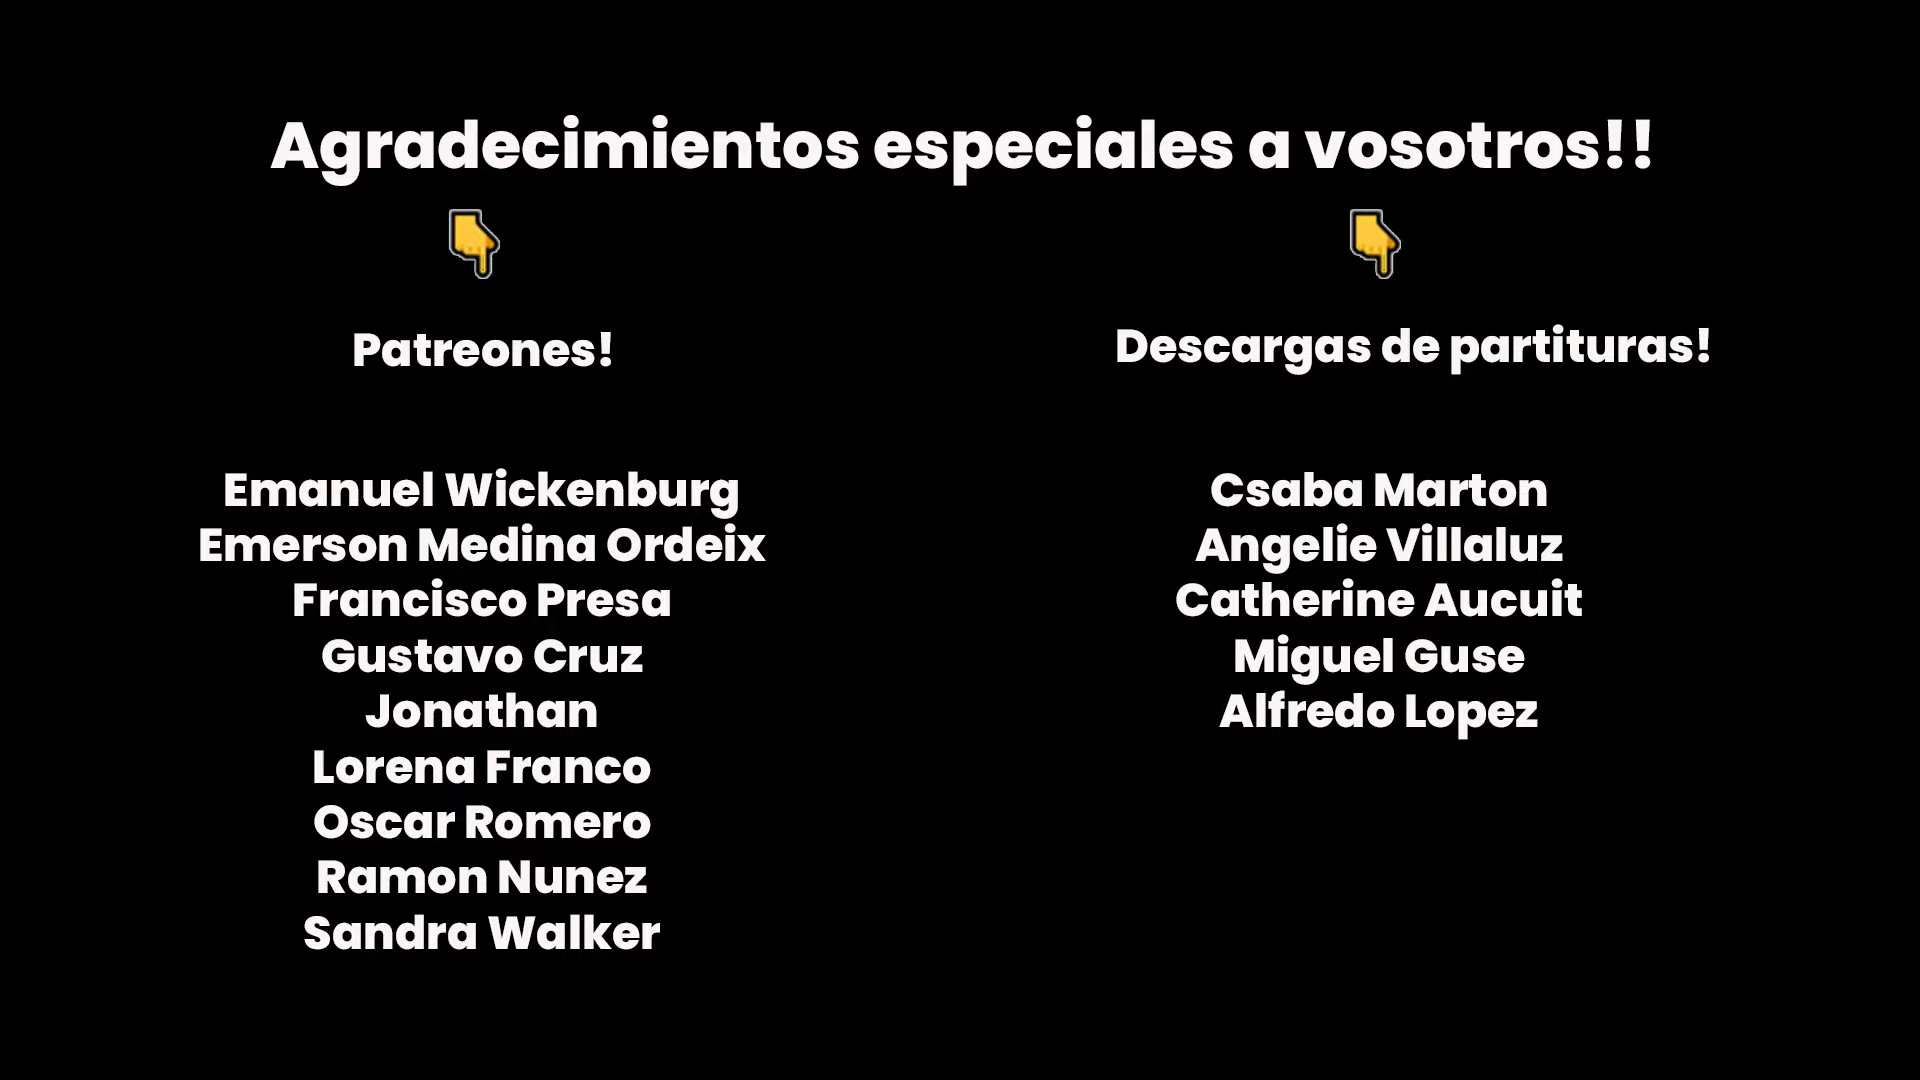 Agradecimientos especiales a vosotros!!
Patreones!
Emanuel Wickenburg
Emerson Medina Ordeix
Francisco Presa
Gustavo Cruz
Jonathan
Lorena Franco
Oscar Romero
Ramon Nunez
Sandra Walker
Descargas de partituras!
Csaba Marton
Angelie Villaluz
Catherine Aucuit
Miguel Guse
Alfredo Lopez